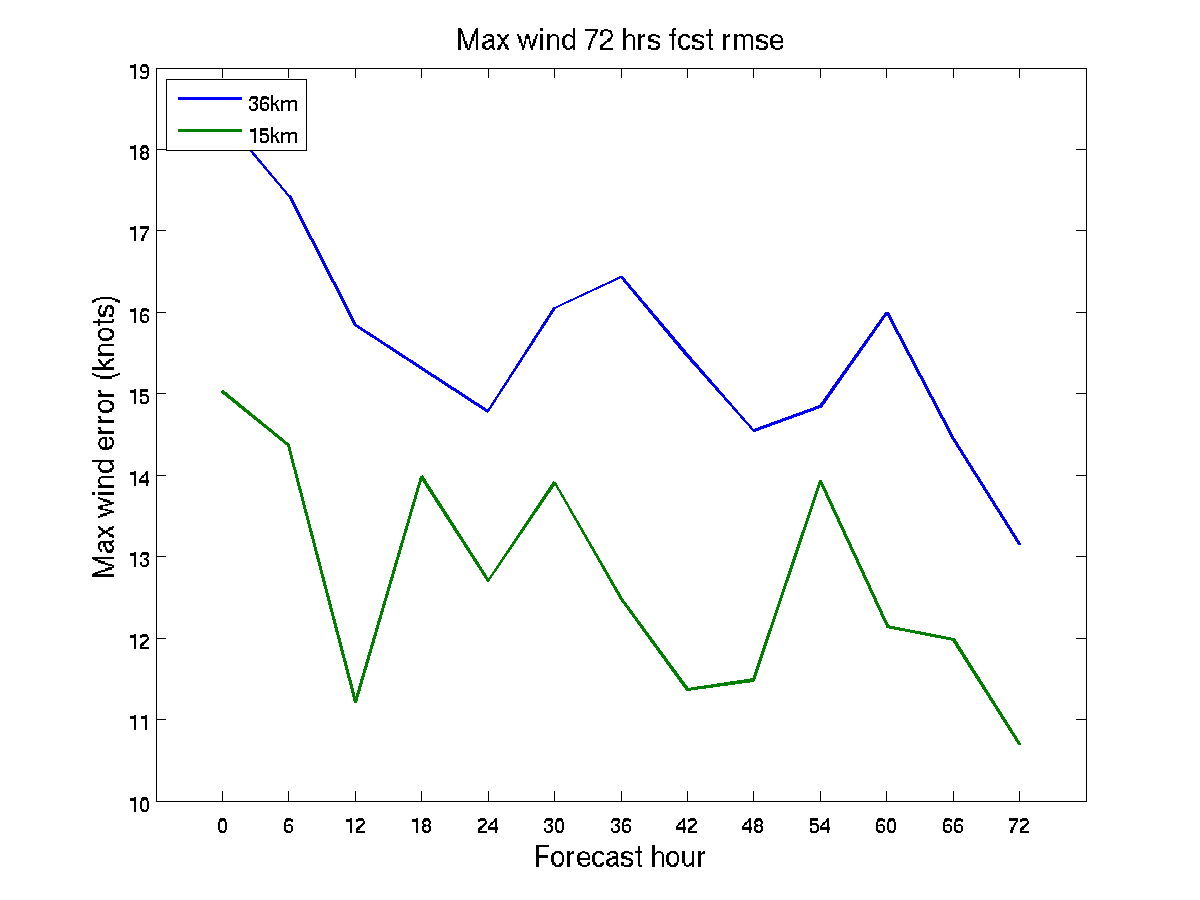 Max wind 72 hrs fcst rmse
19
36km
15km
18
17
16
15
14
13
12
11
10
Max wind error (knots)
0 6 12 18 24 30 36 42 48 54 60 66 72
Forecast hour